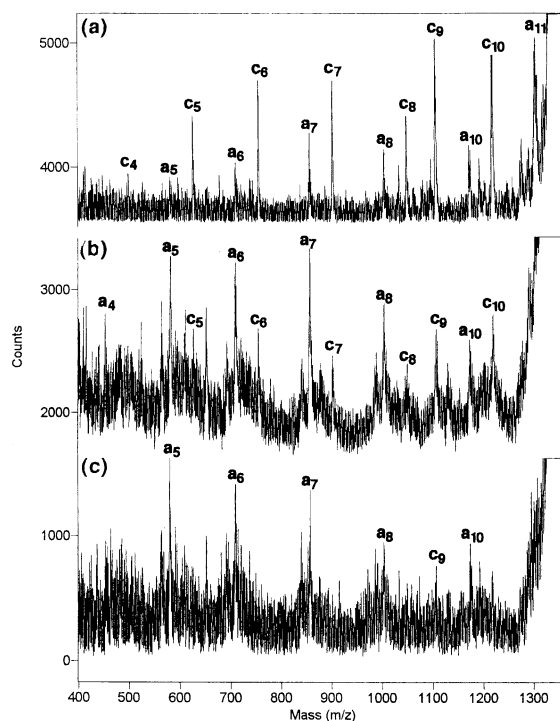 (a)
5000
4000
c4
a5
c5
a6
c6
a7
c7
a8
c8
c9
a10
c10
a11
(b)
3000
2000
a4
a5
c5
a6
c6
a7
c7
a8
c8
c9
a10
c10
Counts
(c)
1000
0
a5
a6
a7
a8
c9
a10
400 500 600 700 800 900 1000 1100 1200 1300
Mass (m/z)